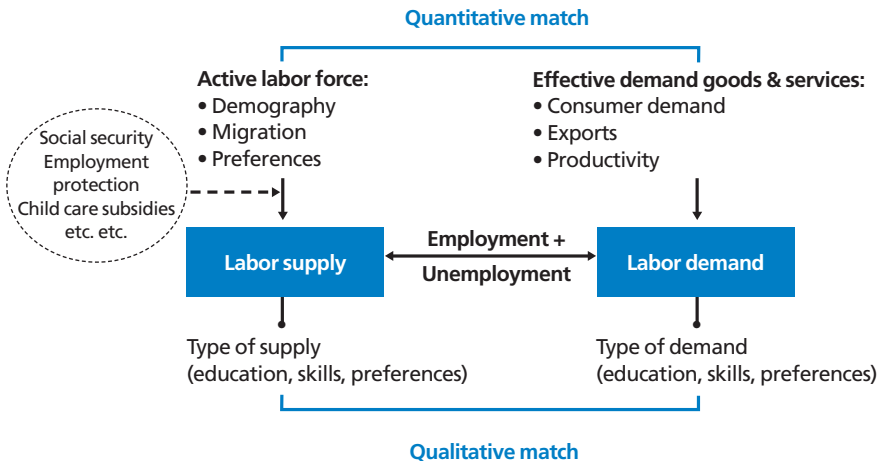 Quantitative match
Active labor force:
• Demography
• Migration
• Preferences
Effective demand goods & services:
• Consumer demand
• Exports
• Productivity
Social security
Employment
protection
Child care subsidies
etc. etc.
Labor supply
Employment +
Unemployment
Labor demand
Type of supply
(education, skills, preferences)
Type of demand
(education, skills, preferences)
Qualitative match